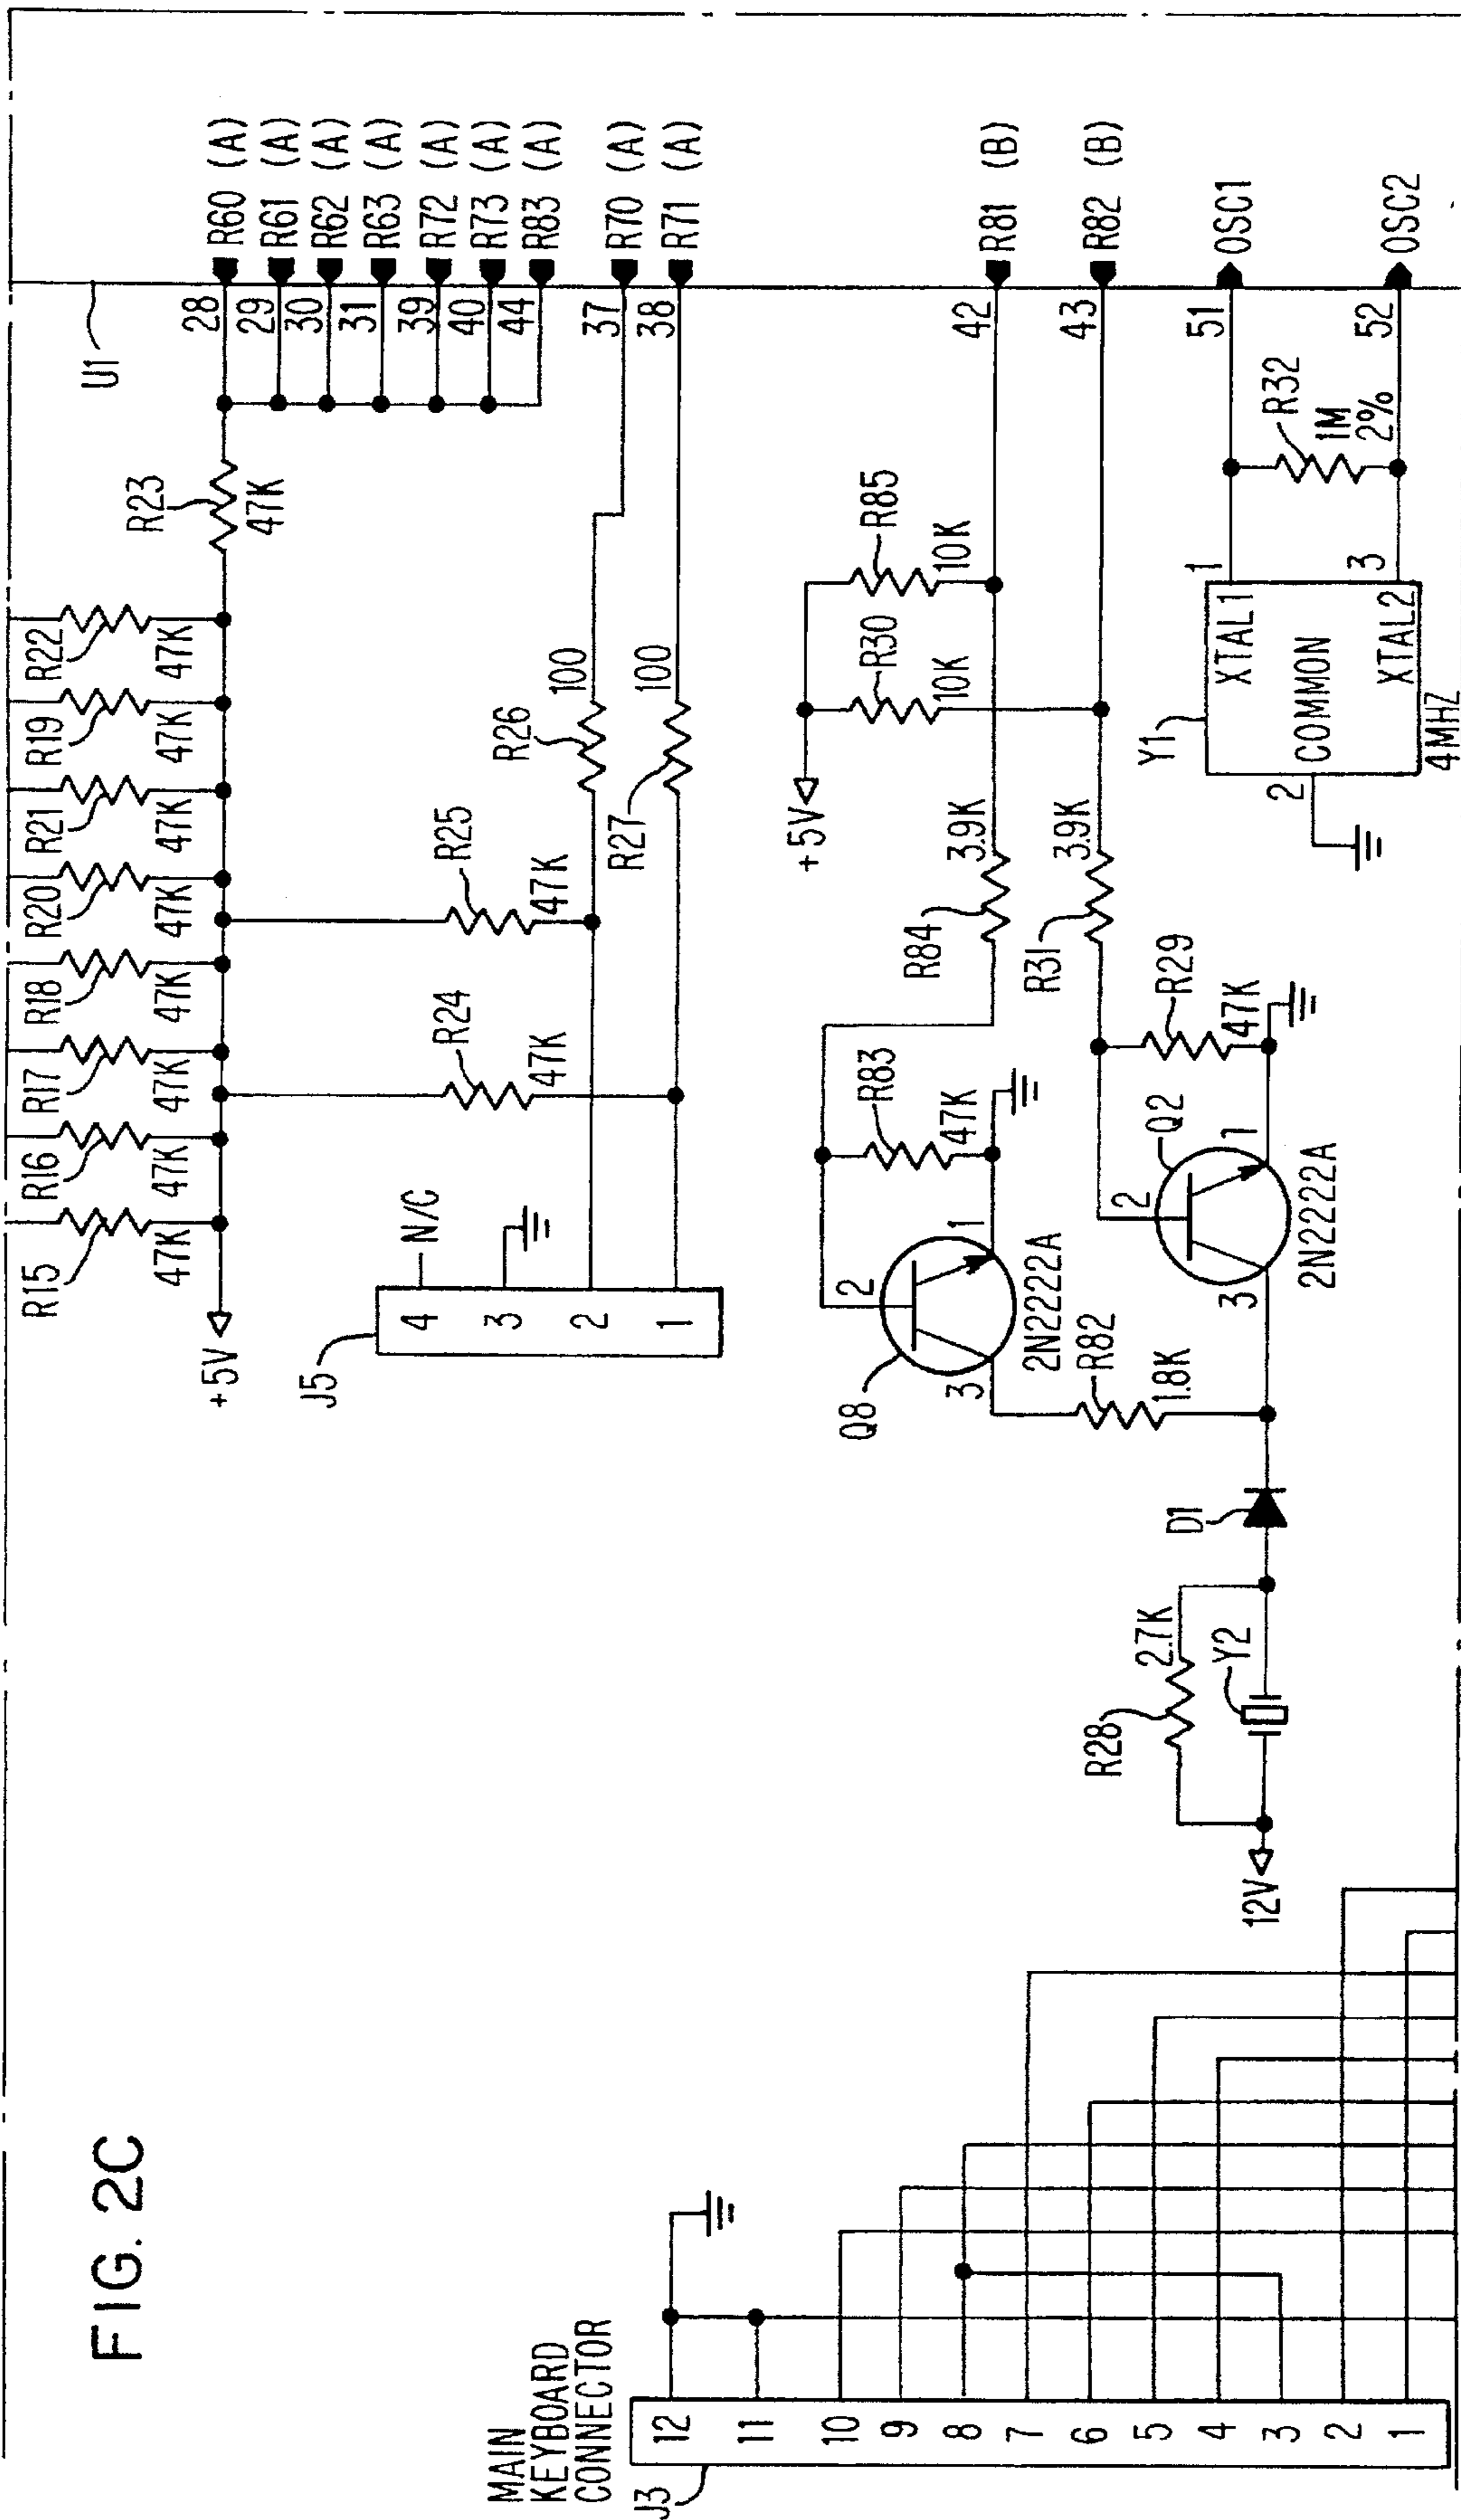 FIG. 2C
R15
47K
R16
47K
R17
47K
R18
47K
R20
47K
R21
47K
R19
47K
R22
47K
R23
47K
+5V
U1
28
R60 (A)
29
R61 (A)
30
R62 (A)
31
R63 (A)
39
R72 (A)
40
R73 (A)
44
R83 (A)
37
R70 (A)
38
R71 (A)
J5
4
N/C
3
2
1
R24
47K
R25
47K
R26
100
R27
100
+5V
R30
10K
R85
10K
42
R81 (B)
43
R82 (B)
R84
3.9K
R31
3.9K
R83
47K
Q8
2
3
1
2N2222A
R82
1.8K
R29
47K
Q2
2
3
1
2N2222A
D1
R28
2.7K
Y2
12V
Y1
XTAL1
1
COMMON
2
XTAL2
3
4MHZ
R32
1M
2%
51
OSC1
52
OSC2
MAIN
KEYBOARD
CONNECTOR
J3
12
11
10
9
8
7
6
5
4
3
2
1